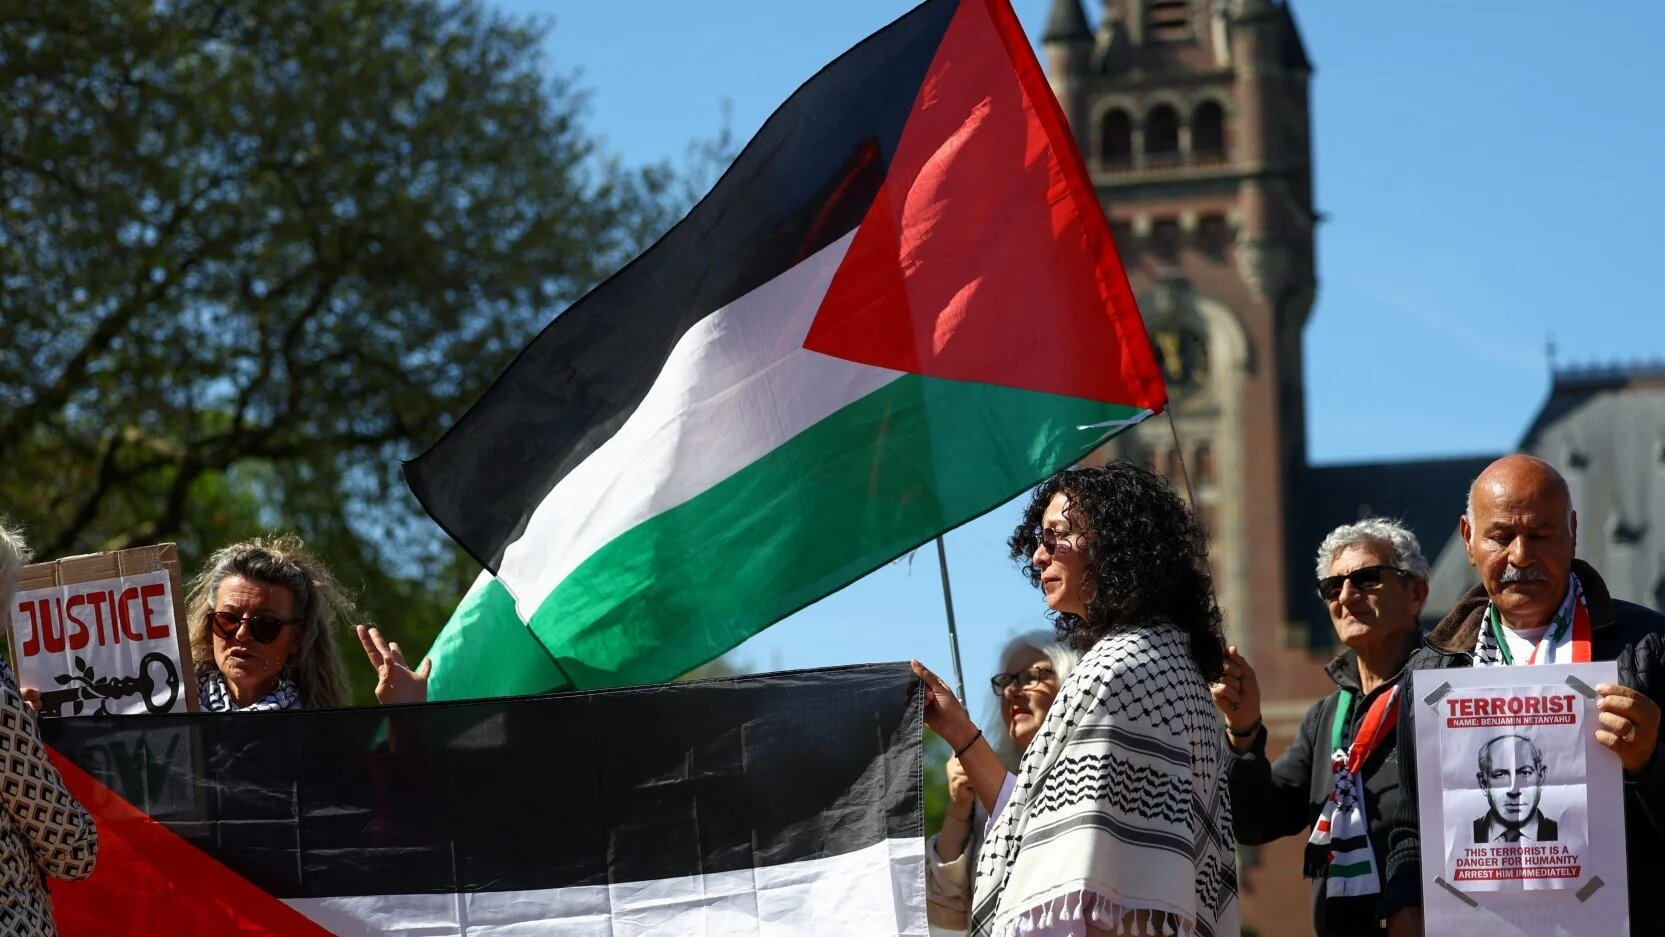 JUSTICE
TERRORIST
NAME: BENJAMIN NETANYAHU
THIS TERRORIST IS A
DANGER FOR HUMANITY
ARREST HIM IMMEDIATELY